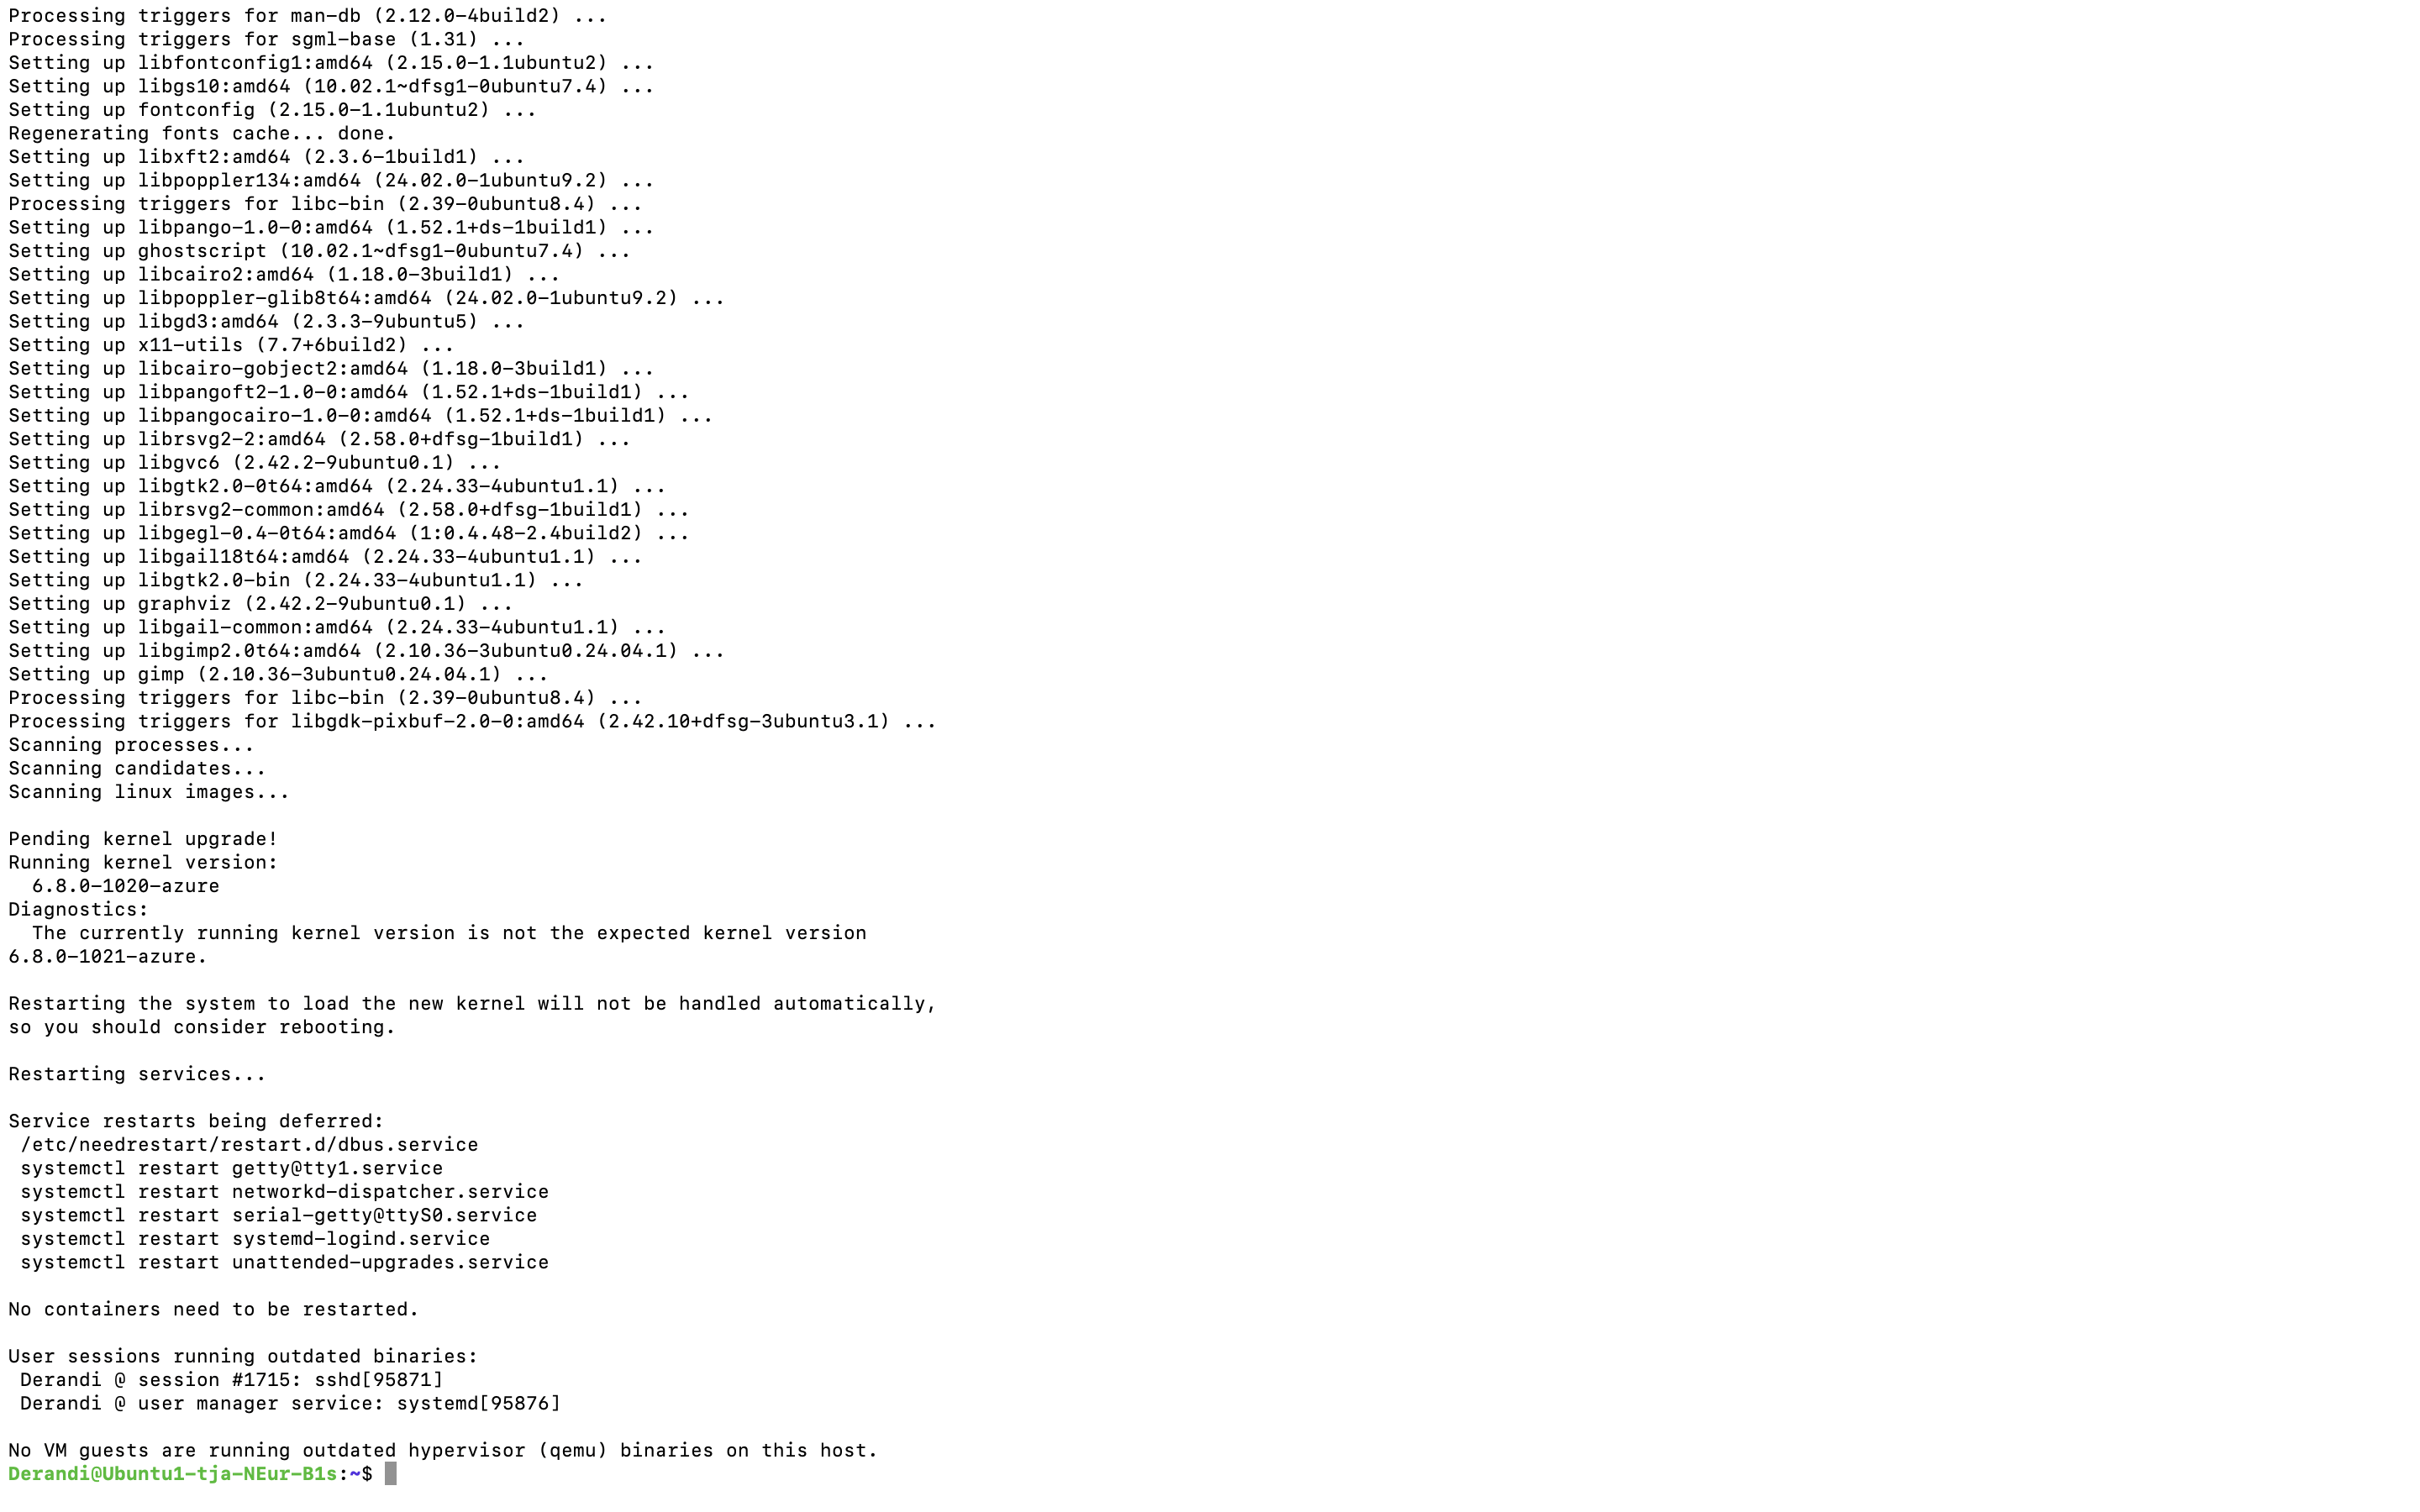 Processing triggers for man-db (2.12.0-4build2) ...
Processing triggers for sgml-base (1.31) ...
Setting up libfontconfig1:amd64 (2.15.0-1.1ubuntu2) ...
Setting up libgs10:amd64 (10.02.1~dfsg1-0ubuntu7.4) ...
Setting up fontconfig (2.15.0-1.1ubuntu2) ...
Regenerating fonts cache... done.
Setting up libxft2:amd64 (2.3.6-1build1) ...
Setting up libpoppler134:amd64 (24.02.0-1ubuntu9.2) ...
Processing triggers for libc-bin (2.39-0ubuntu8.4) ...
Setting up libpango-1.0-0:amd64 (1.52.1+ds-1build1) ...
Setting up ghostscript (10.02.1~dfsg1-0ubuntu7.4) ...
Setting up libcairo2:amd64 (1.18.0-3build1) ...
Setting up libpoppler-glib8t64:amd64 (24.02.0-1ubuntu9.2) ...
Setting up libgd3:amd64 (2.3.3-9ubuntu5) ...
Setting up x11-utils (7.7+6build2) ...
Setting up libcairo-gobject2:amd64 (1.18.0-3build1) ...
Setting up libpangoft2-1.0-0:amd64 (1.52.1+ds-1build1) ...
Setting up libpangocairo-1.0-0:amd64 (1.52.1+ds-1build1) ...
Setting up librsvg2-2:amd64 (2.58.0+dfsg-1build1) ...
Setting up libgvc6 (2.42.2-9ubuntu0.1) ...
Setting up libgtk2.0-0t64:amd64 (2.24.33-4ubuntu1.1) ...
Setting up librsvg2-common:amd64 (2.58.0+dfsg-1build1) ...
Setting up libgegl-0.4-0t64:amd64 (1:0.4.48-2.4build2) ...
Setting up libgail18t64:amd64 (2.24.33-4ubuntu1.1) ...
Setting up libgtk2.0-bin (2.24.33-4ubuntu1.1) ...
Setting up graphviz (2.42.2-9ubuntu0.1) ...
Setting up libgail-common:amd64 (2.24.33-4ubuntu1.1) ...
Setting up libgimp2.0t64:amd64 (2.10.36-3ubuntu0.24.04.1) ...
Setting up gimp (2.10.36-3ubuntu0.24.04.1) ...
Processing triggers for libc-bin (2.39-0ubuntu8.4) ...
Processing triggers for libgdk-pixbuf-2.0-0:amd64 (2.42.10+dfsg-3ubuntu3.1) ...
Scanning processes...
Scanning candidates...
Scanning linux images...

Pending kernel upgrade!
Running kernel version:
  6.8.0-1020-azure
Diagnostics:
  The currently running kernel version is not the expected kernel version
6.8.0-1021-azure.

Restarting the system to load the new kernel will not be handled automatically,
so you should consider rebooting.

Restarting services...

Service restarts being deferred:
 /etc/needrestart/restart.d/dbus.service
 systemctl restart getty@tty1.service
 systemctl restart networkd-dispatcher.service
 systemctl restart serial-getty@ttyS0.service
 systemctl restart systemd-logind.service
 systemctl restart unattended-upgrades.service

No containers need to be restarted.

User sessions running outdated binaries:
 Derandi @ session #1715: sshd[95871]
 Derandi @ user manager service: systemd[95876]

No VM guests are running outdated hypervisor (qemu) binaries on this host.
Derandi@Ubuntu1-tja-NEur-B1s:~$